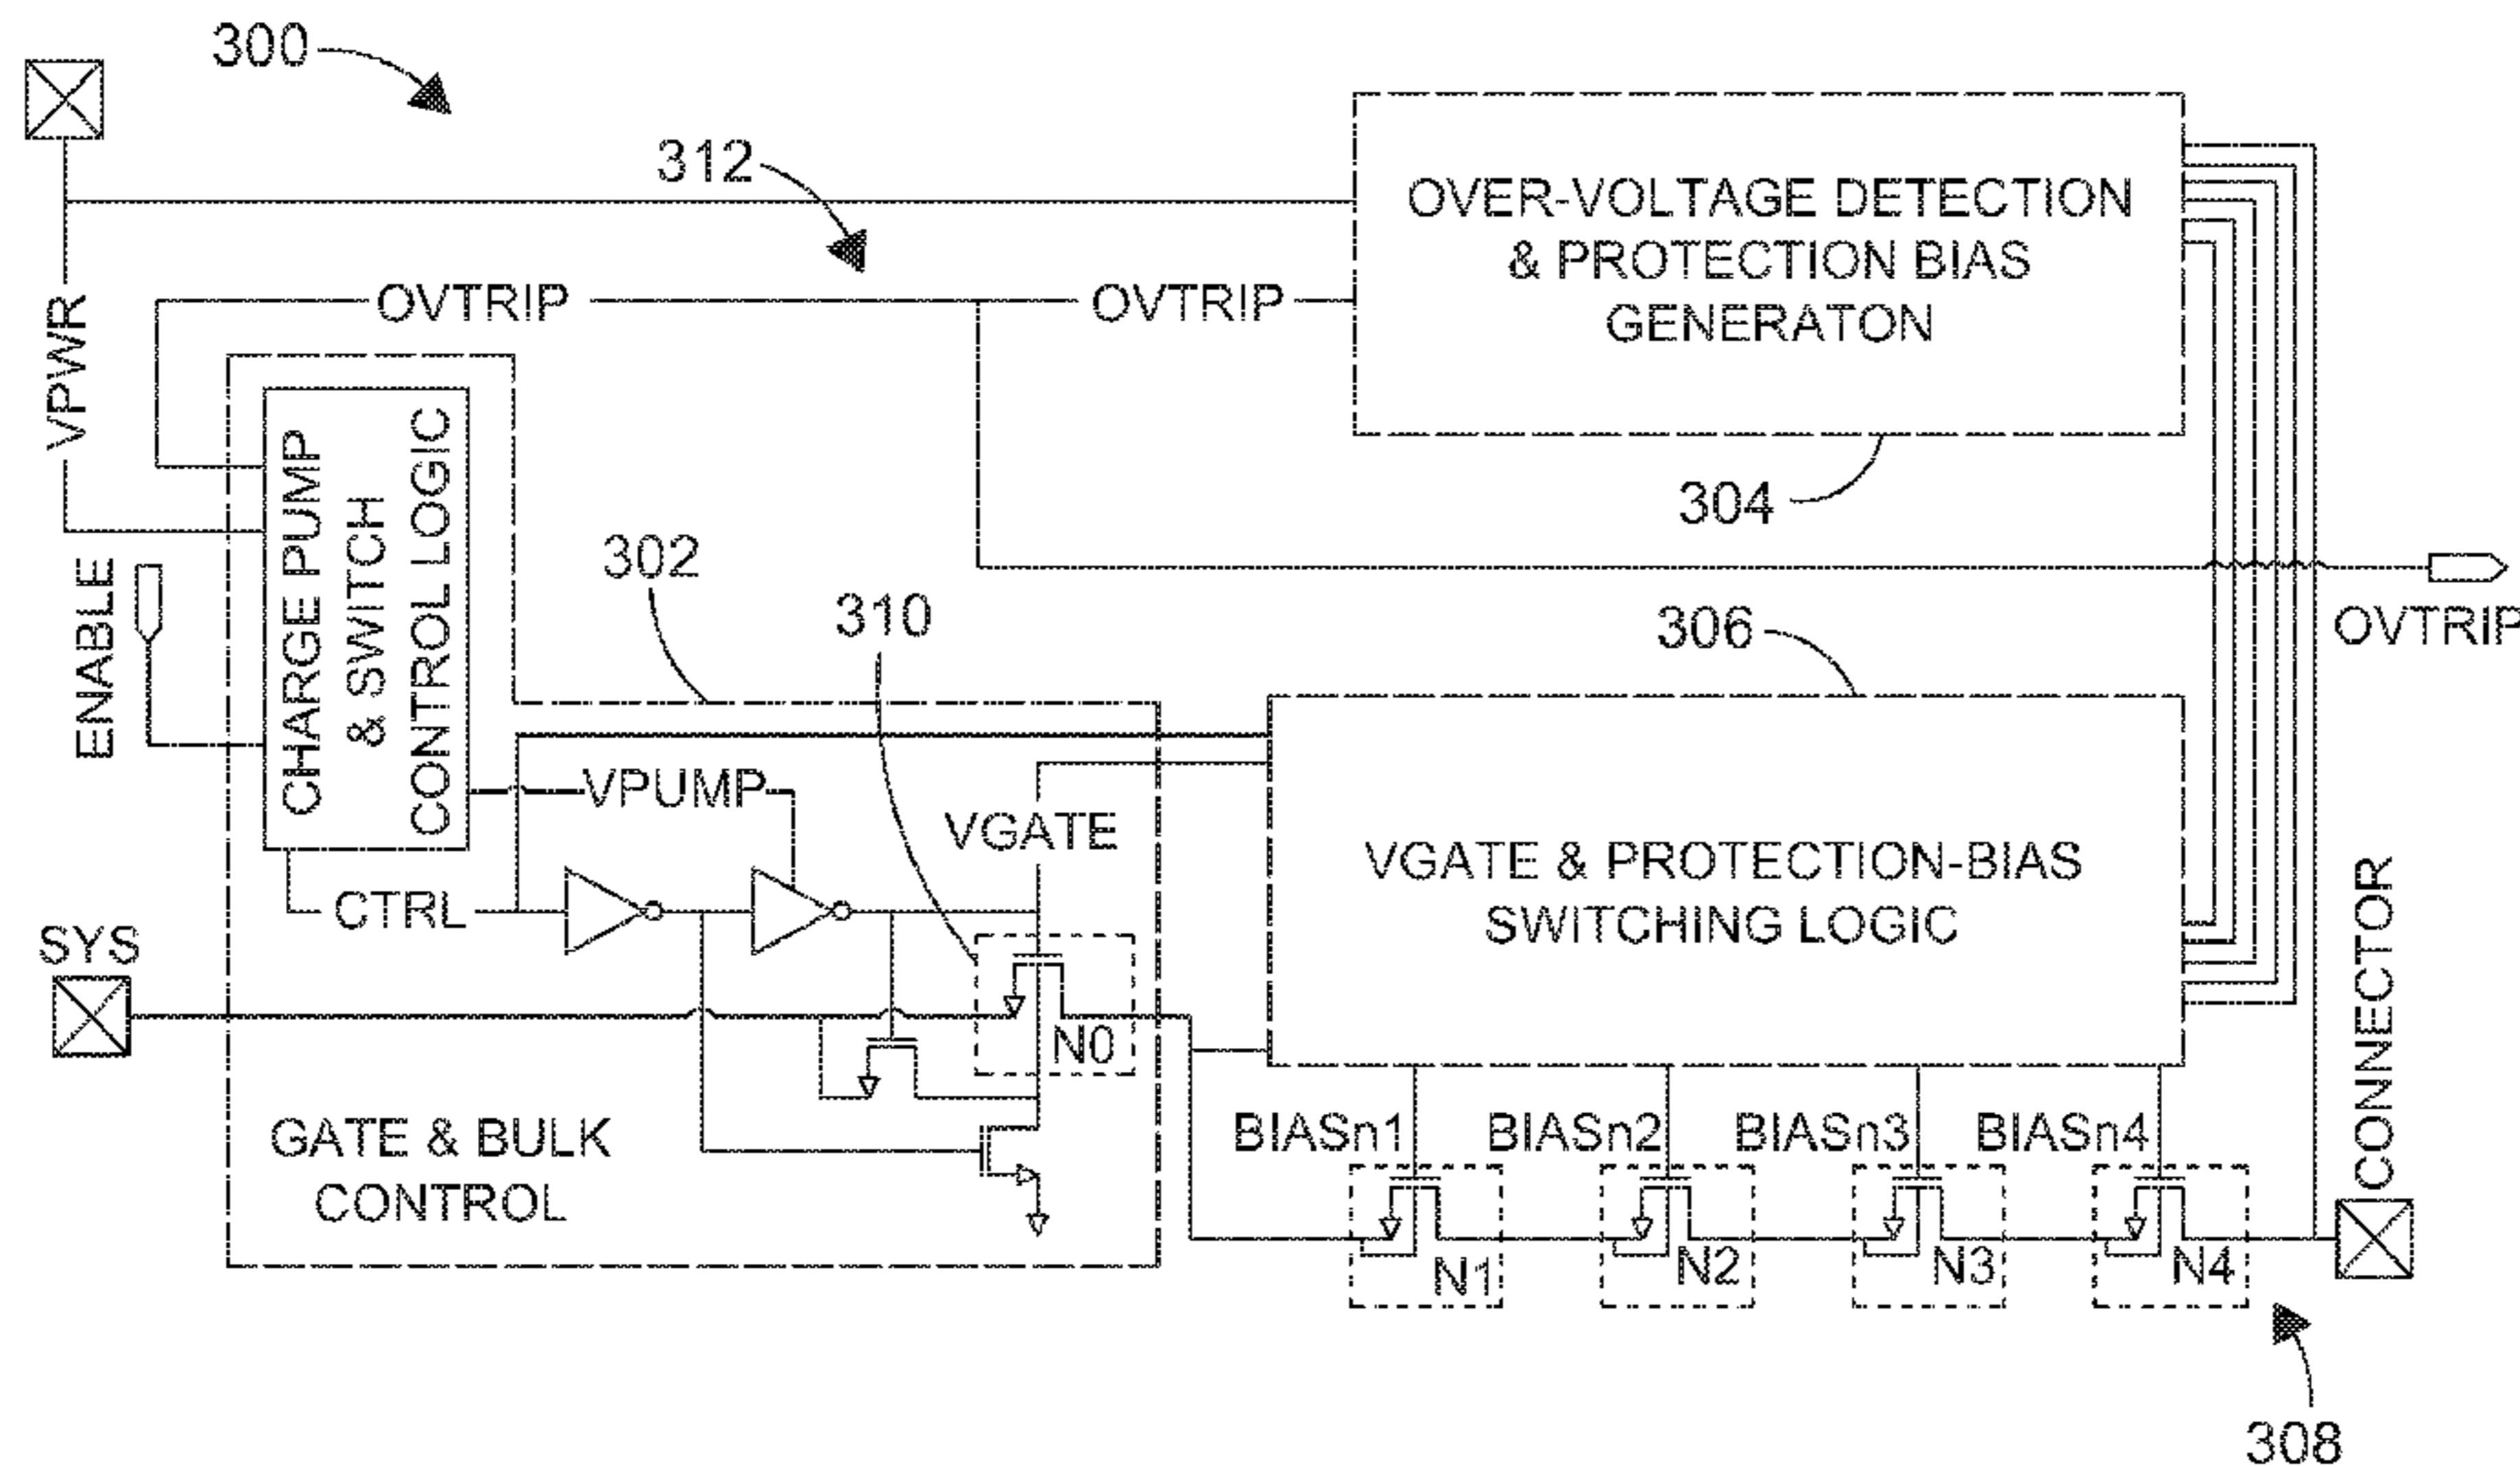 300
312
OVER-VOLTAGE DETECTION
& PROTECTION BIAS
GENERATON
OVTRIP
OVTRIP
VPWR
304
CHARGE PUMP
& SWITCH
CONTROL LOGIC
ENABLE
302
310
306
OVTRIP
VPUMP
VGATE
VGATE & PROTECTION-BIAS
SWITCHING LOGIC
CTRL
SYS
N0
CONNECTOR
GATE & BULK
CONTROL
BIASn1
BIASn2
BIASn3
BIASn4
N1
N2
N3
N4
308